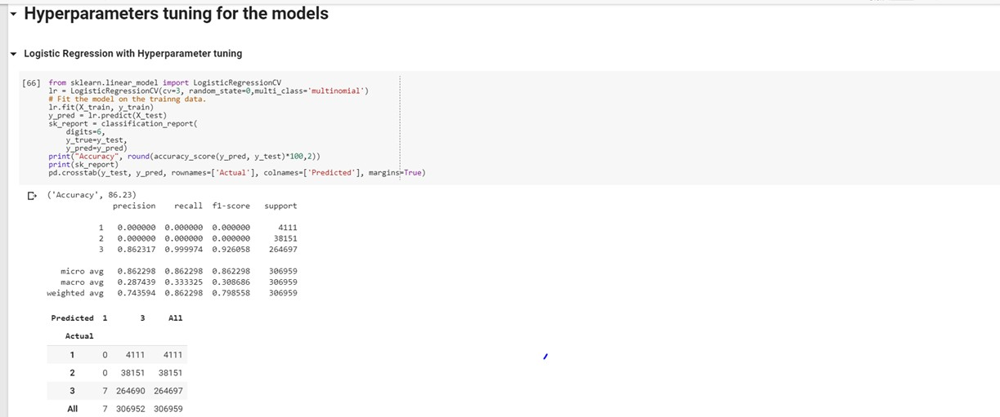 Hyperparameters tuning for the models
Logistic Regression with Hyperparameter tuning
[66] from sklearn.linear_model import LogisticRegressionCV
lr = LogisticRegressionCV(cv=3, random_state=0,multi_class='multinomial')
# Fit the model on the trainng data.
lr.fit(X_train, y_train)
y_pred = lr.predict(X_test)
sk_report = classification_report(
digits=6,
y_true=y_test,
y_pred=y_pred)
print("Accuracy", round(accuracy_score(y_pred, y_test)*100,2))
print(sk_report)
pd.crosstab(y_test, y_pred, rownames=['Actual'], colnames=['Predicted'], margins=True)
('Accuracy', 86.23)
precision recall f1-score support
1 0.000000 0.000000 0.000000 4111
2 0.000000 0.000000 0.000000 38151
3 0.862317 0.999974 0.926058 264697
micro avg 0.862298 0.862298 0.862298 306959
macro avg 0.287439 0.333325 0.308686 306959
weighted avg 0.743594 0.862298 0.798558 306959
Predicted 1 3 All
Actual
1 0 4111 4111
2 0 38151 38151
3 7 264690 264697
All 7 306952 306959